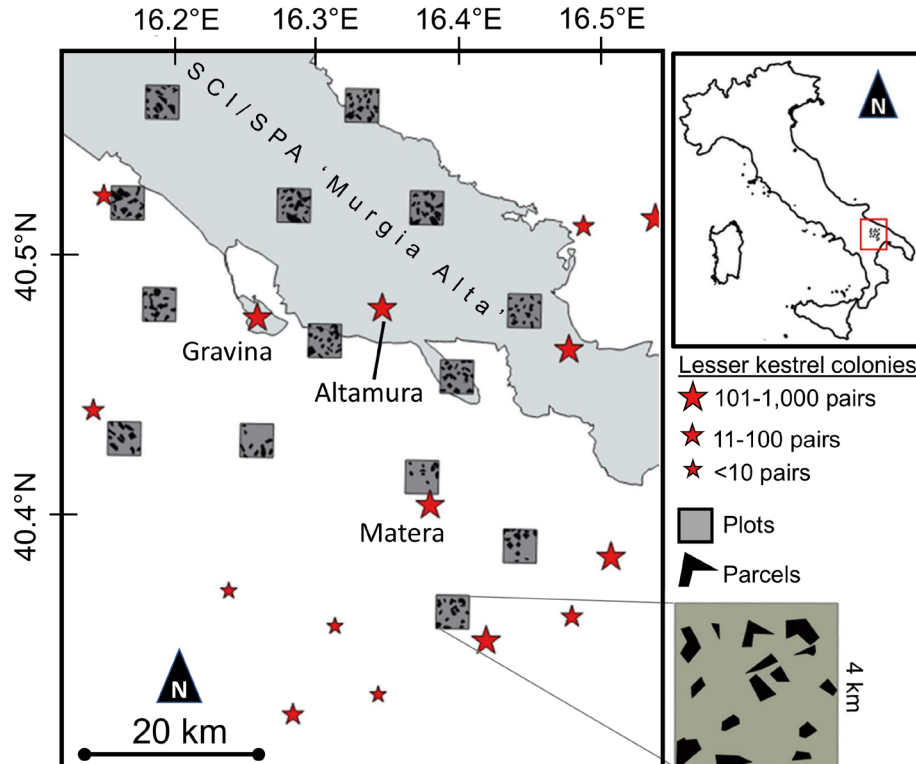 16.2°E 16.3°E 16.4°E 16.5°E
SCI/SPA 'Murgia Alta'
N
40.5°N
Gravina
Altamura
Lesser kestrel colonies
101-1,000 pairs
11-100 pairs
<10 pairs
40.4°N
Matera
Plots
Parcels
N
20 km
4 km